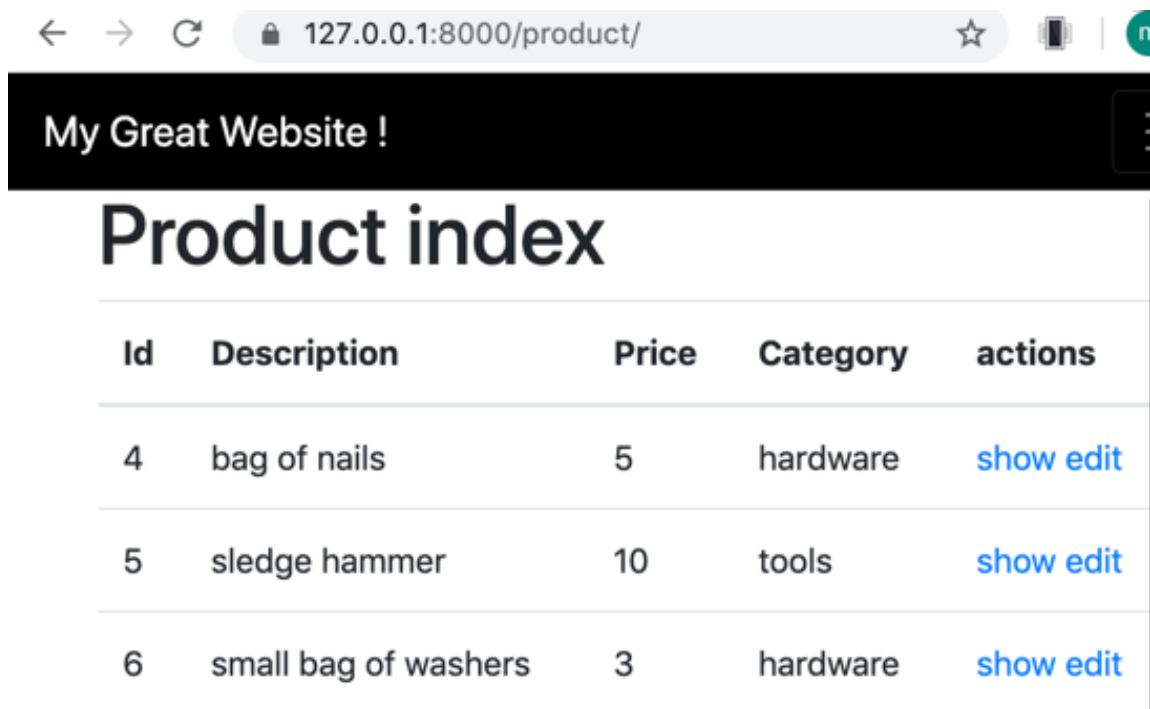 127.0.0.1:8000/product/
My Great Website !
Product index
Id Description Price Category actions
4 bag of nails 5 hardware show edit
5 sledge hammer 10 tools show edit
6 small bag of washers 3 hardware show edit